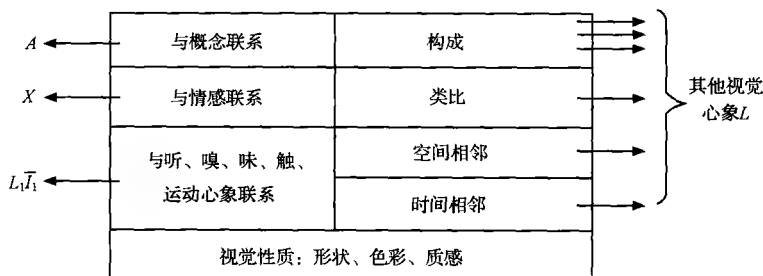 A
与概念联系
构成
X
与情感联系
类比
其他视觉
心象L
L₁Ī₁
与听、嗅、味、触、
运动心象联系
空间相邻
时间相邻
视觉性质：形状、色彩、质感